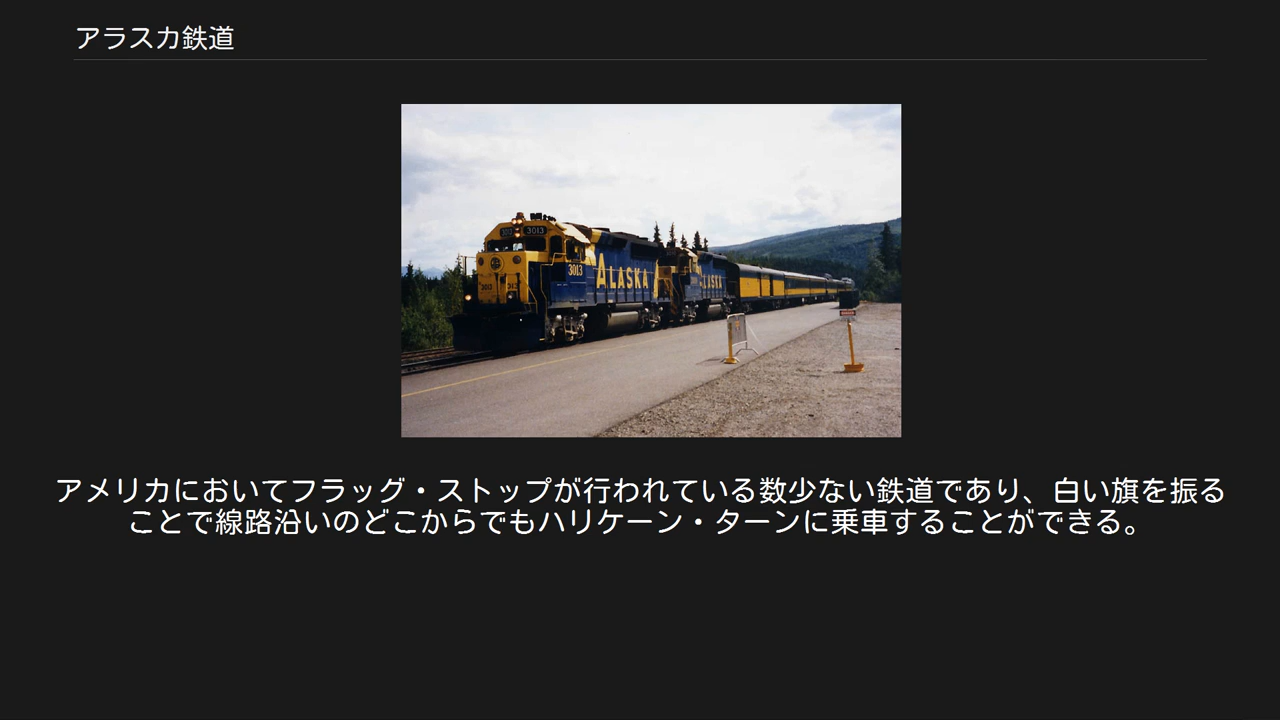 アラスカ鉄道
3013
3013
ALASKA
アメリカにおいてフラッグ・ストップが行われている数少ない鉄道であり、白い旗を振る
ことで線路沿いのどこからでもハリケーン・ターンに乗車することができる。